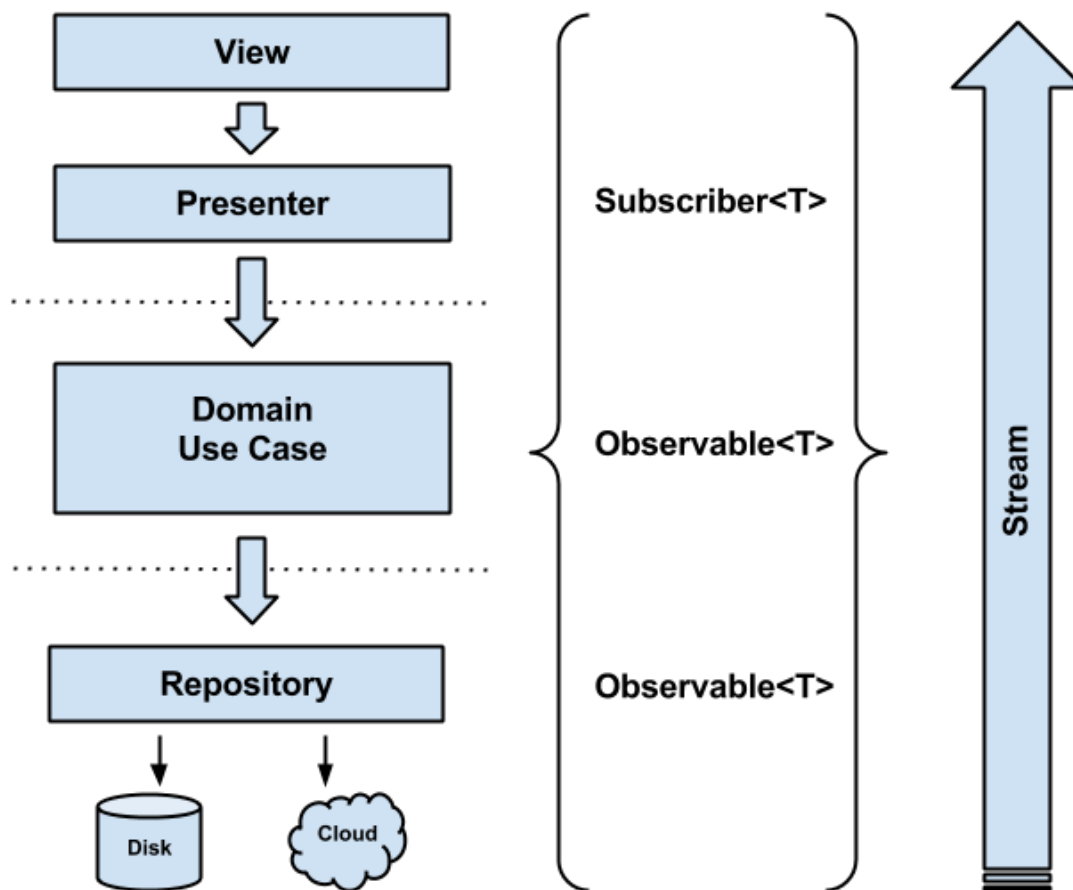 View
Presenter
Domain
Use Case
Repository
Disk
Cloud
Subscriber<T>
Observable<T>
Observable<T>
Stream